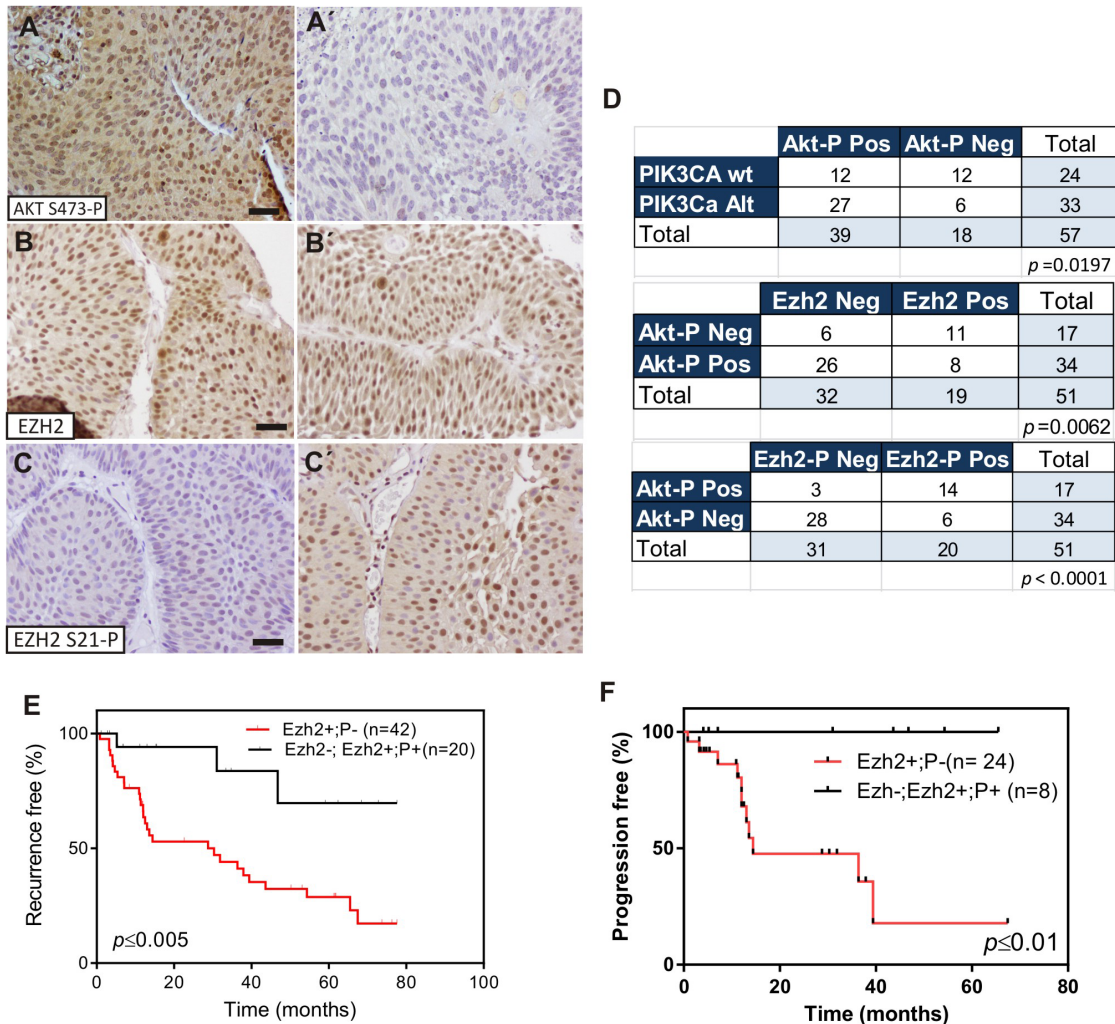 A
A´
AKT S473-P
B
B´
EZH2
C
C´
EZH2 S21-P
D
Akt-P Pos Akt-P Neg Total
PIK3CA wt 12 12 24
PIK3Ca Alt 27 6 33
Total 39 18 57
p =0.0197
Ezh2 Neg Ezh2 Pos Total
Akt-P Neg 6 11 17
Akt-P Pos 26 8 34
Total 32 19 51
p =0.0062
Ezh2-P Neg Ezh2-P Pos Total
Akt-P Pos 3 14 17
Akt-P Neg 28 6 34
Total 31 20 51
p < 0.0001
E
Recurrence free (%)
100
50
0
Ezh2+;P- (n=42)
Ezh2-; Ezh2+;P+(n=20)
p≤0.005
0 20 40 60 80 100
Time (months)
F
Progression free (%)
100
50
0
Ezh2+;P-(n= 24)
Ezh-;Ezh2+;P+ (n=8)
p≤0.01
0 20 40 60 80
Time (months)